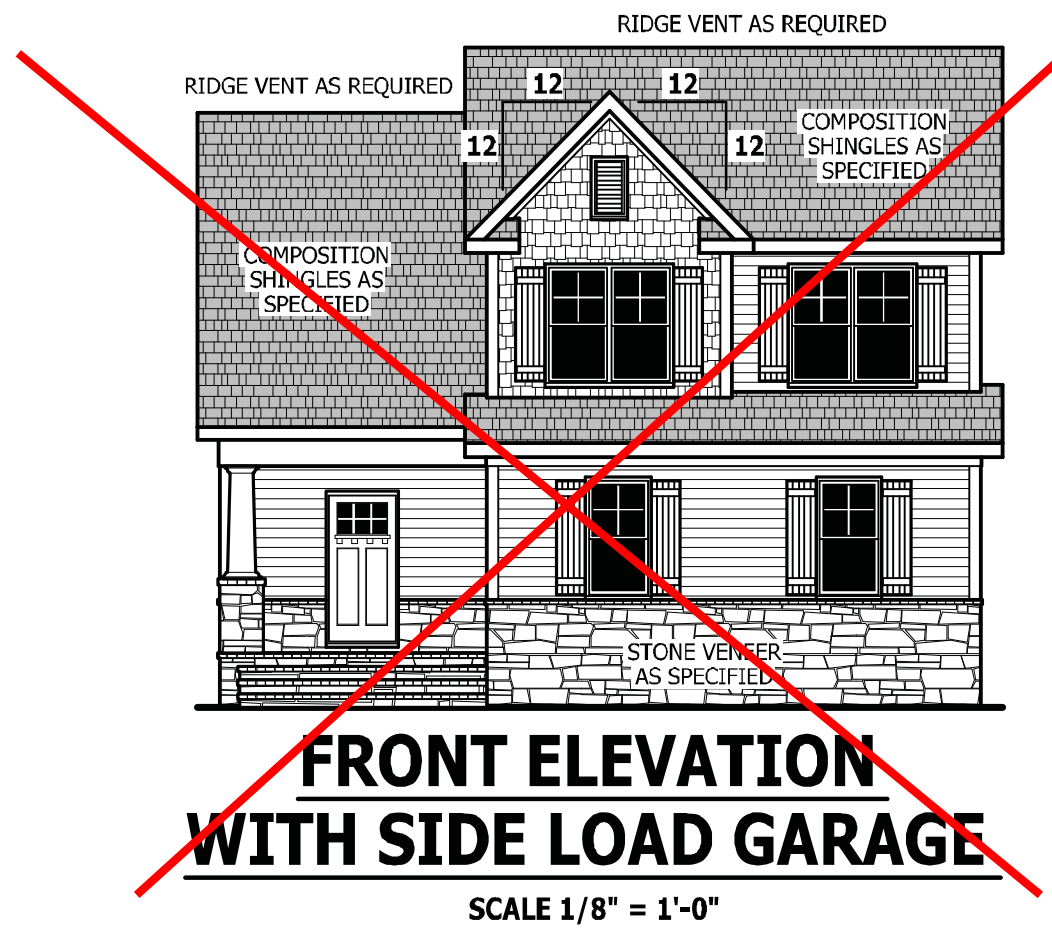 RIDGE VENT AS REQUIRED
RIDGE VENT AS REQUIRED
12
12
12
12
COMPOSITION
SHINGLES AS
SPECIFIED
COMPOSITION
SHINGLES AS
SPECIFIED
STONE VENEER
AS SPECIFIED
FRONT ELEVATION
WITH SIDE LOAD GARAGE
SCALE 1/8" = 1'-0"